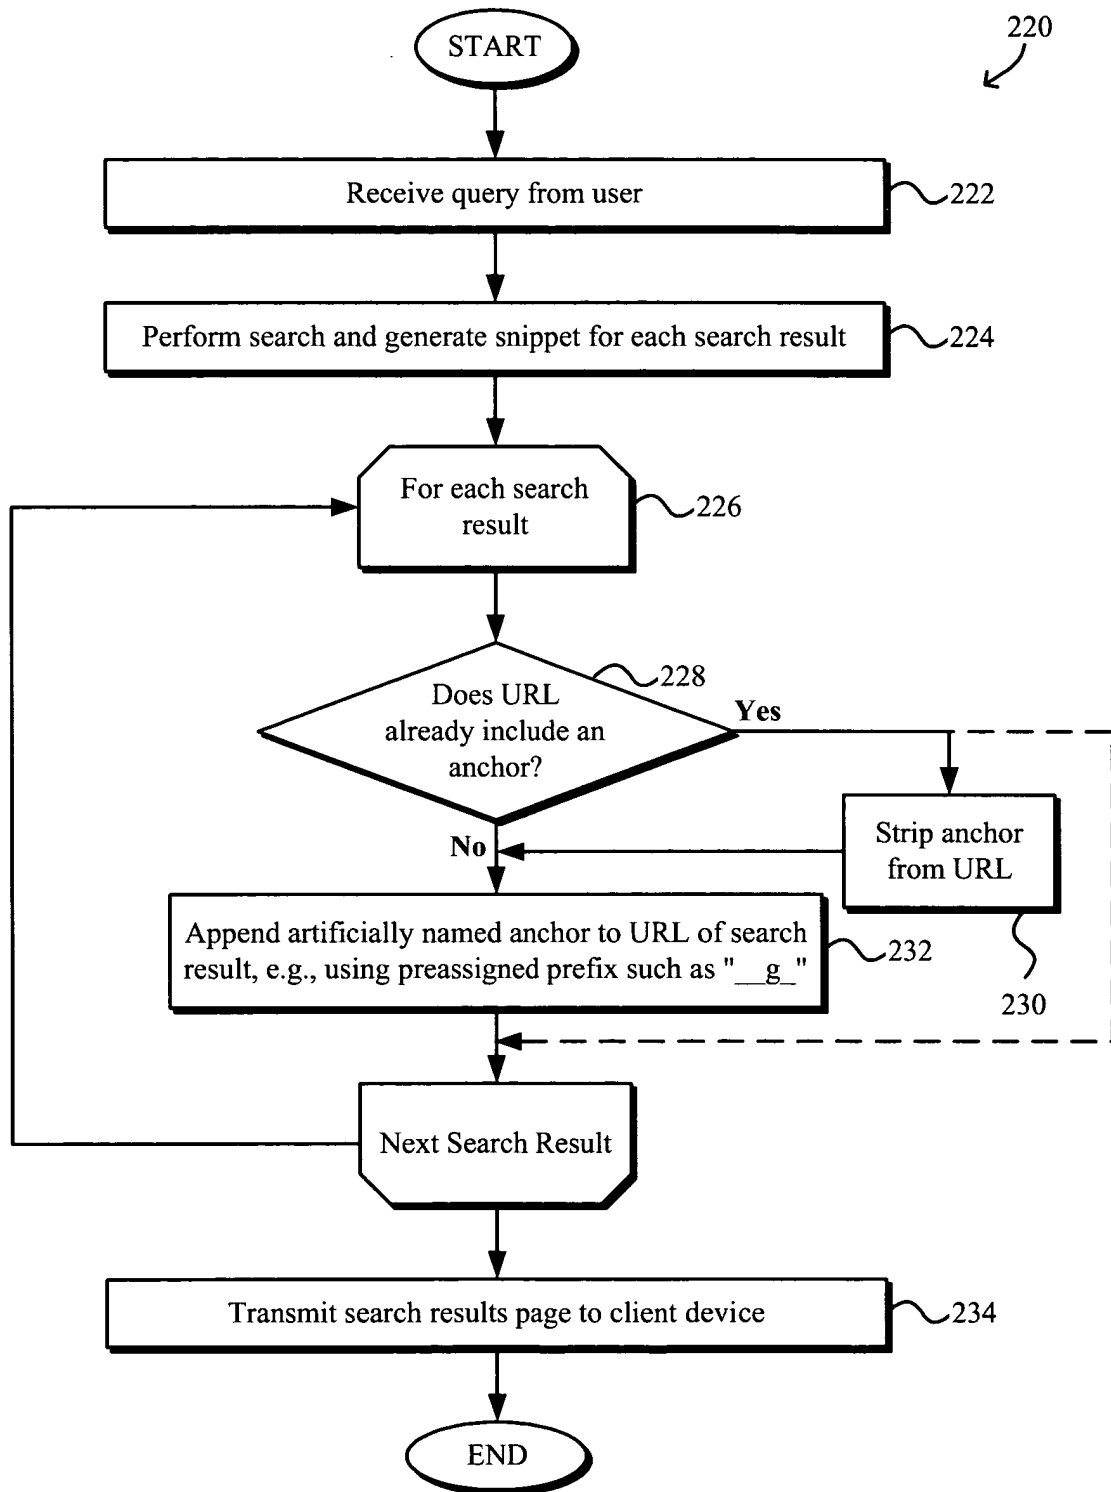 START
220
Receive query from user
222
Perform search and generate snippet for each search result
224
For each search
result
226
228
Does URL
already include an
anchor?
Yes
No
Strip anchor
from URL
230
Append artificially named anchor to URL of search
result, e.g., using preassigned prefix such as "__g_"
232
Next Search Result
Transmit search results page to client device
234
END